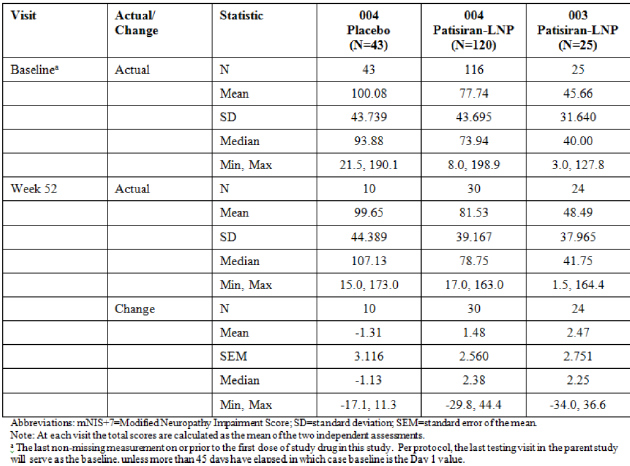 Visit Actual/ Change Statistic 004 Placebo (N=43) 004 Patisiran-LNP (N=120) 003 Patisiran-LNP (N=25)
Baselineᵃ Actual N 43 116 25
Mean 100.08 77.74 45.66
SD 43.739 43.695 31.640
Median 93.88 73.94 40.00
Min, Max 21.5, 190.1 8.0, 198.9 3.0, 127.8
Week 52 Actual N 10 30 24
Mean 99.65 81.53 48.49
SD 44.389 39.167 37.965
Median 107.13 78.75 41.75
Min, Max 15.0, 173.0 17.0, 163.0 1.5, 164.4
Change N 10 30 24
Mean -1.31 1.48 2.47
SEM 3.116 2.560 2.751
Median -1.13 2.38 2.25
Min, Max -17.1, 11.3 -29.8, 44.4 -34.0, 36.6
Abbreviations: mNIS+7=Modified Neuropathy Impairment Score; SD=standard deviation; SEM=standard error of the mean.
Note: At each visit the total scores are calculated as the mean of the two independent assessments.
ᵃ The last non-missing measurement on or prior to the first dose of study drug in this study. Per protocol, the last testing visit in the parent study
will serve as the baseline, unless more than 45 days have elapsed, in which case baseline is the Day 1 value.